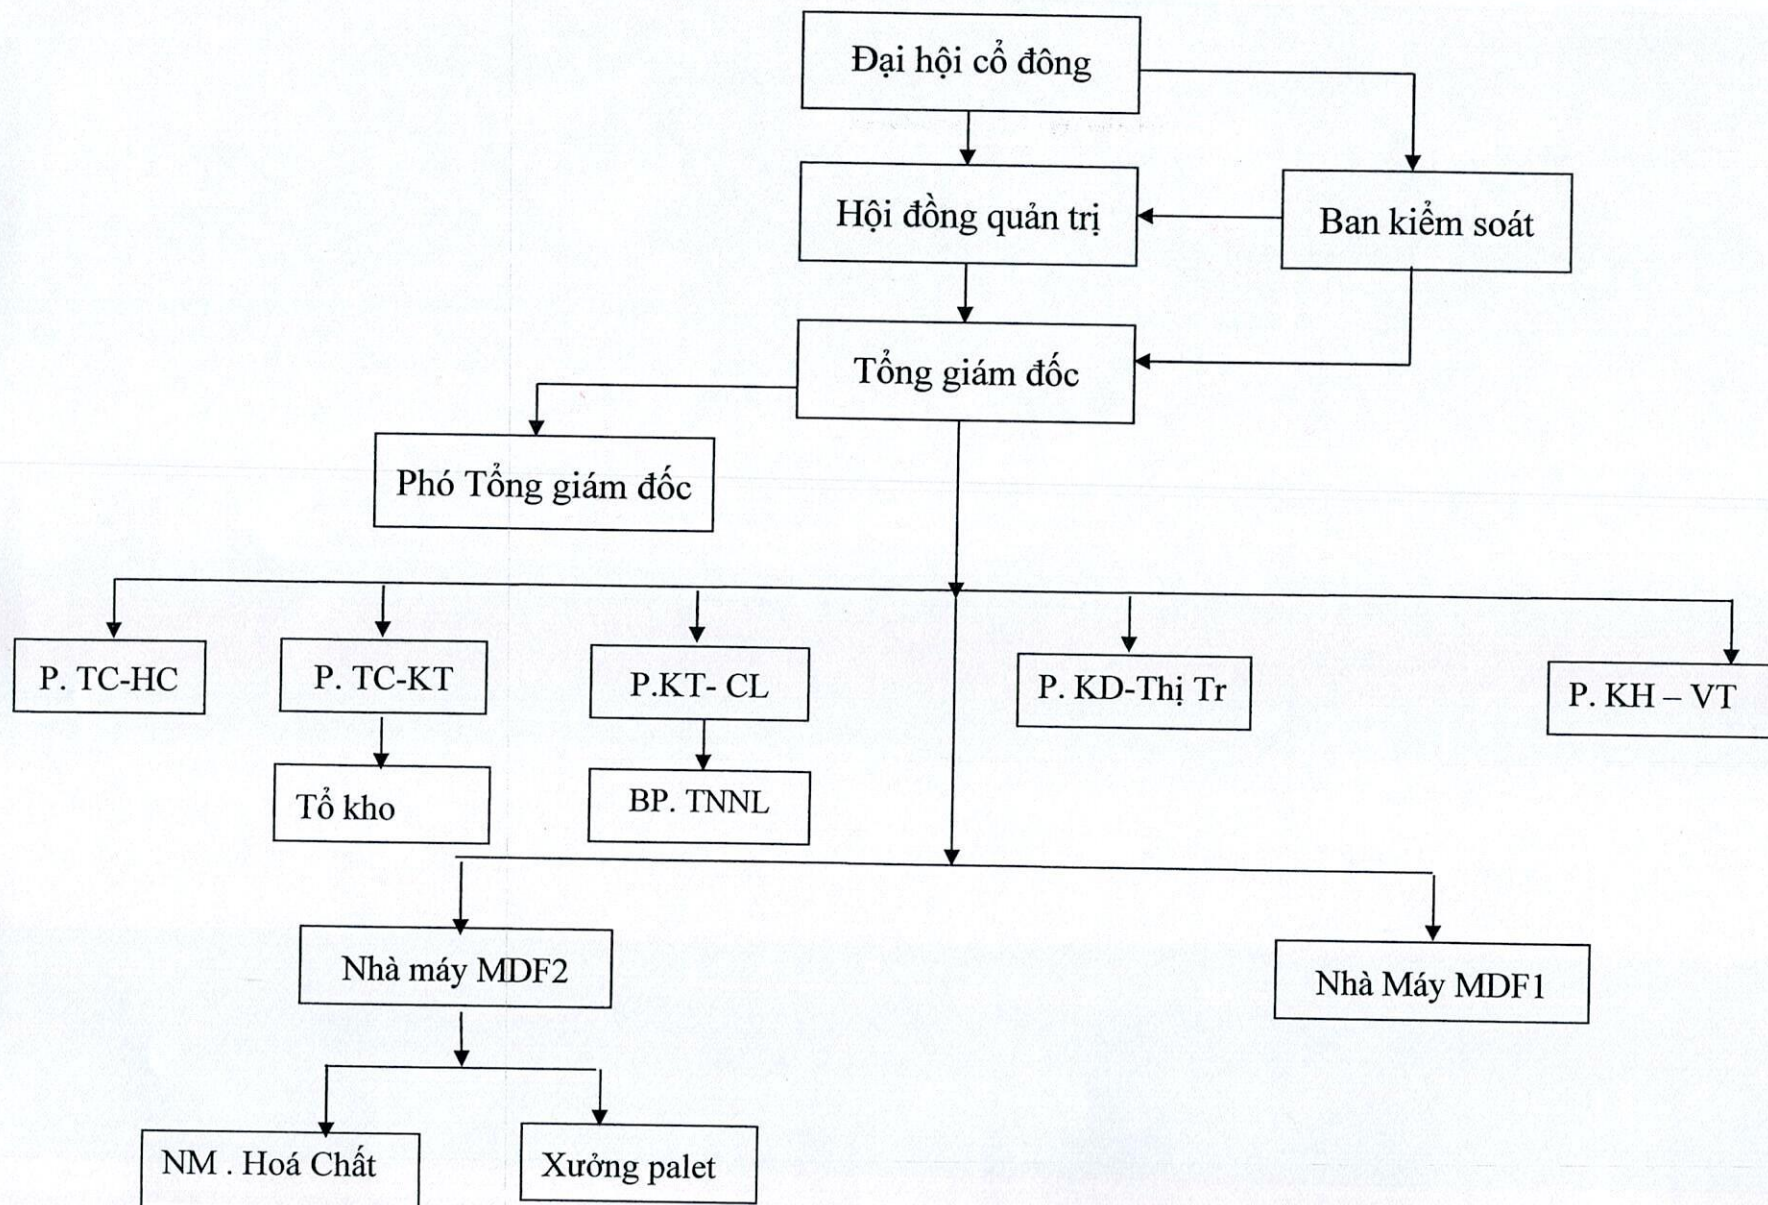 Đại hội cổ đông
Hội đồng quản trị
Ban kiểm soát
Tổng giám đốc
Phó Tổng giám đốc
P. TC-HC
P. TC-KT
P.KT- CL
P. KD-Thị Tr
P. KH – VT
Tổ kho
BP. TNNL
Nhà máy MDF2
Nhà Máy MDF1
NM . Hoá Chất
Xưởng palet